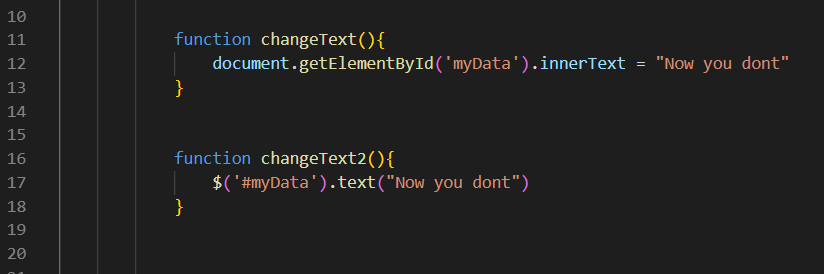 10
11 function changeText(){
12 document.getElementById('myData').innerText = "Now you dont"
13 }
14
15
16 function changeText2(){
17 $('#myData').text("Now you dont")
18 }
19
20